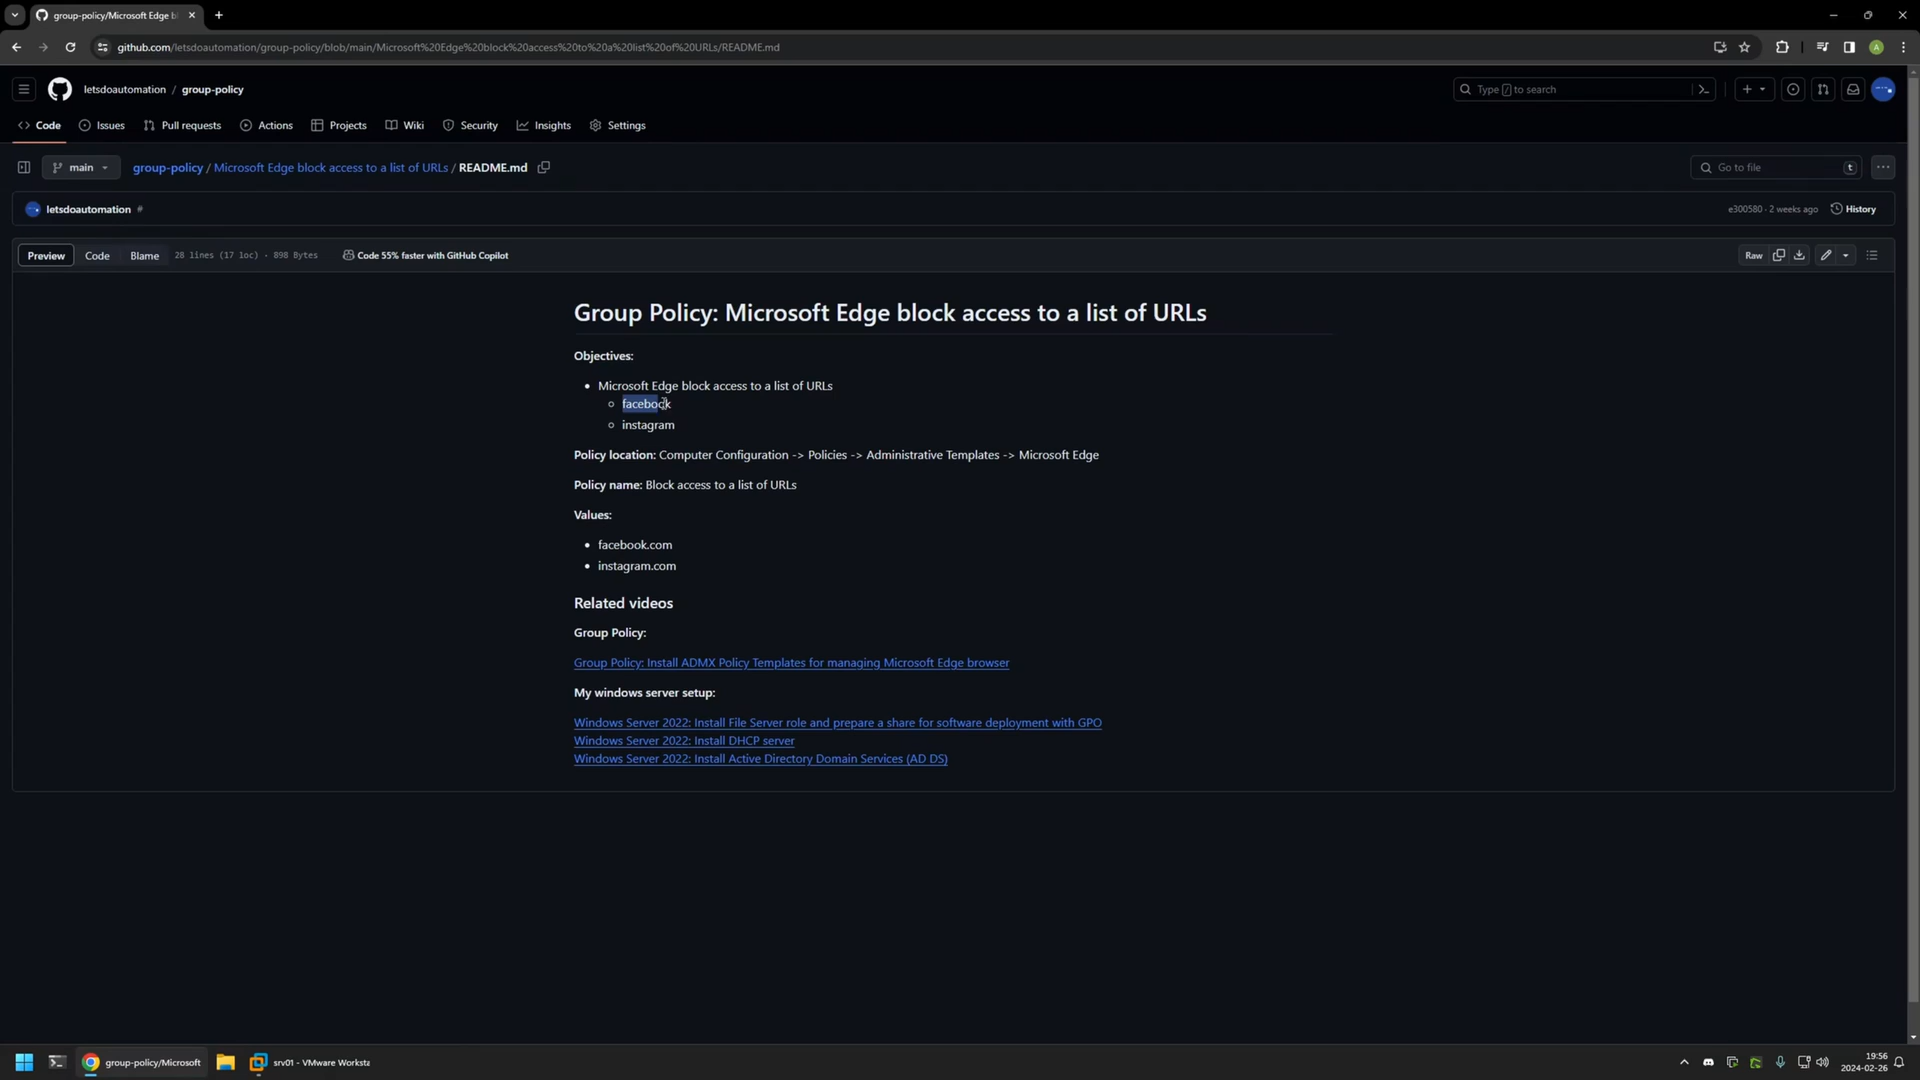 group-policy/Microsoft Edge bl
github.com/letsdoautomation/group-policy/blob/main/Microsoft%20Edge%20block%20access%20to%20a%20list%20of%20URLs/README.md
A
letsdoautomation / group-policy
Type / to search
Code Issues Pull requests Actions Projects Wiki Security Insights Settings
main
group-policy / Microsoft Edge block access to a list of URLs / README.md
Go to file t
letsdoautomation #
e300580 · 2 weeks ago History
Preview Code Blame 28 lines (17 loc) · 898 Bytes Code 55% faster with GitHub Copilot Raw
Group Policy: Microsoft Edge block access to a list of URLs
Objectives:
Microsoft Edge block access to a list of URLs
facebook
instagram
Policy location: Computer Configuration -> Policies -> Administrative Templates -> Microsoft Edge
Policy name: Block access to a list of URLs
Values:
facebook.com
instagram.com
Related videos
Group Policy:
Group Policy: Install ADMX Policy Templates for managing Microsoft Edge browser
My windows server setup:
Windows Server 2022: Install File Server role and prepare a share for software deployment with GPO
Windows Server 2022: Install DHCP server
Windows Server 2022: Install Active Directory Domain Services (AD DS)
group-policy/Microsoft
srv01 - VMware Workste
19:56
2024-02-26